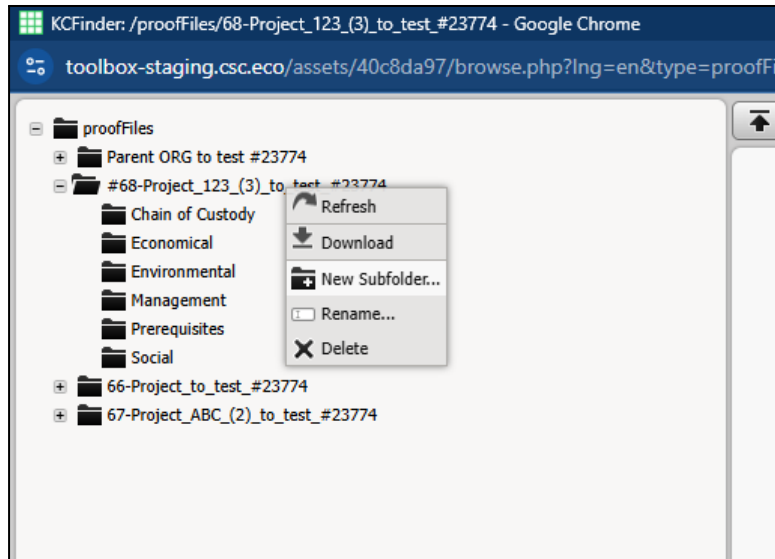 KCFinder: /proofFiles/68-Project_123_(3)_to_test_#23774 - Google Chrome
toolbox-staging.csc.eco/assets/40c8da97/browse.php?lng=en&type=proofFi
proofFiles
Parent ORG to test #23774
#68-Project_123_(3)_to_test_#23774
Chain of Custody
Economical
Environmental
Management
Prerequisites
Social
66-Project_to_test_#23774
67-Project_ABC_(2)_to_test_#23774
Refresh
Download
New Subfolder...
Rename...
Delete